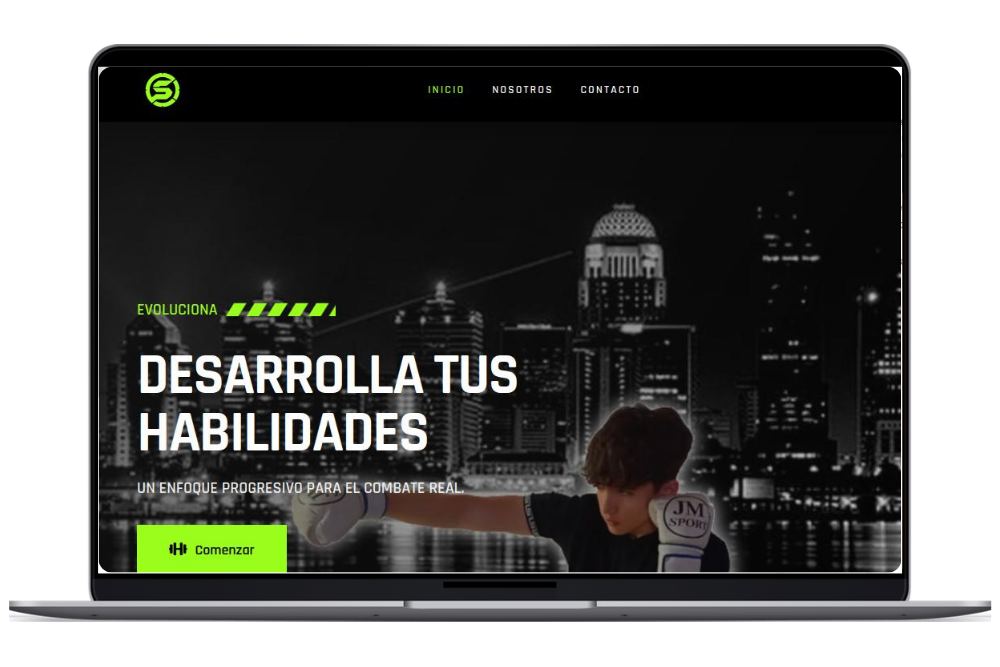 INICIO NOSOTROS CONTACTO
EVOLUCIONA
DESARROLLA TUS
HABILIDADES
UN ENFOQUE PROGRESIVO PARA EL COMBATE REAL.
JM
SPORT
Comenzar